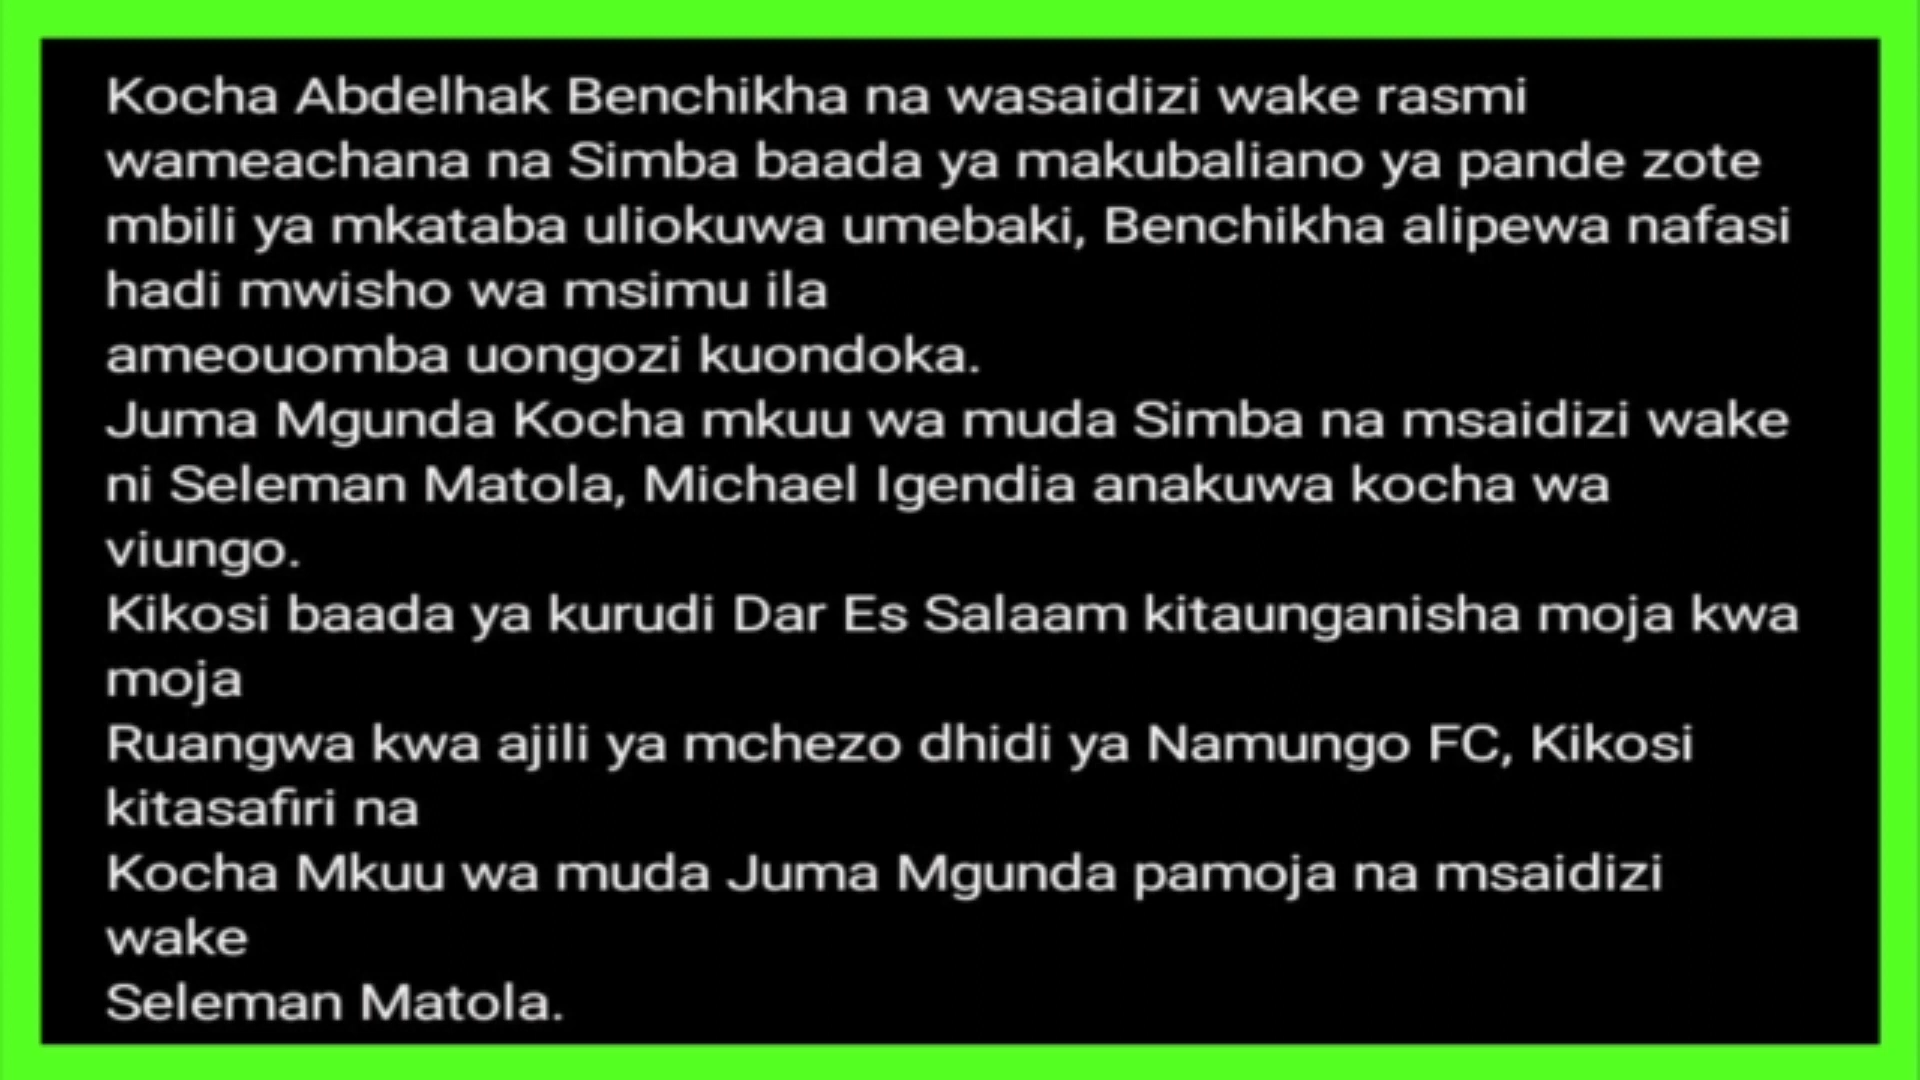 Kocha Abdelhak Benchikha na wasaidizi wake rasmi
wameachana na Simba baada ya makubaliano ya pande zote
mbili ya mkataba uliokuwa umebaki, Benchikha alipewa nafasi
hadi mwisho wa msimu ila
ameouomba uongozi kuondoka.
Juma Mgunda Kocha mkuu wa muda Simba na msaidizi wake
ni Seleman Matola, Michael Igendia anakuwa kocha wa
viungo.
Kikosi baada ya kurudi Dar Es Salaam kitaunganisha moja kwa
moja
Ruangwa kwa ajili ya mchezo dhidi ya Namungo FC, Kikosi
kitasafiri na
Kocha Mkuu wa muda Juma Mgunda pamoja na msaidizi
wake
Seleman Matola.